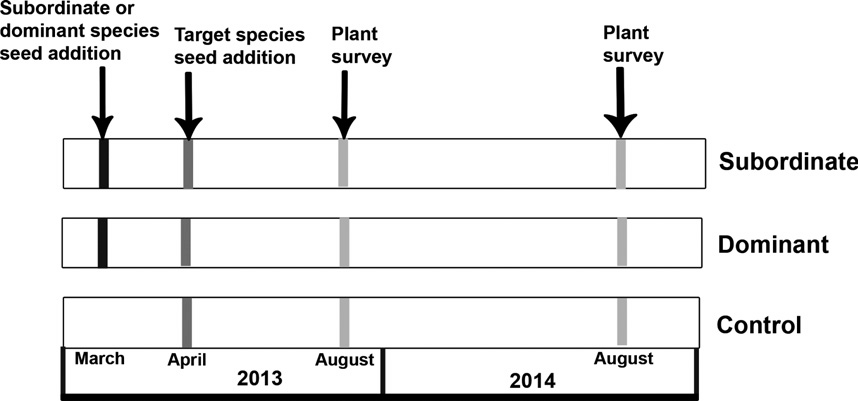 Subordinate or
dominant species
seed addition
Target species
seed addition
Plant
survey
Plant
survey
Subordinate
Dominant
Control
March
April
August
August
2013
2014